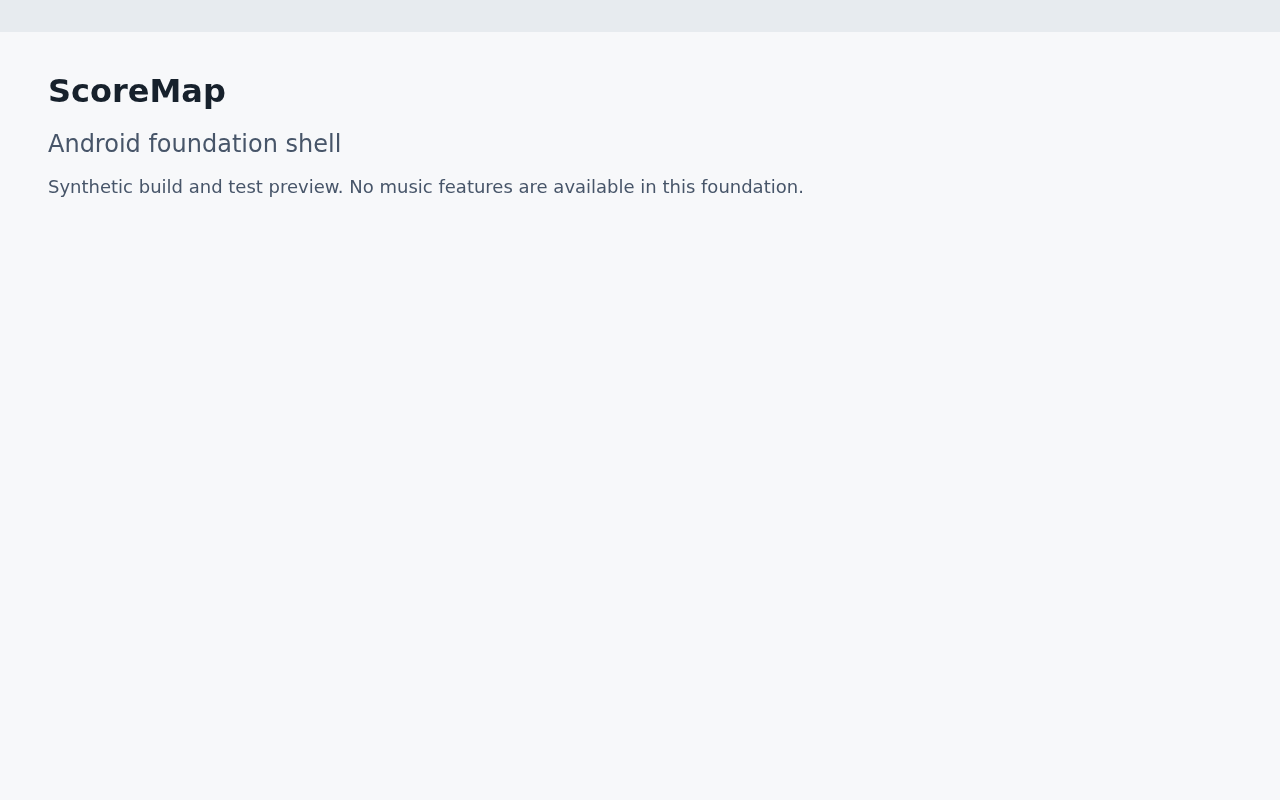 ScoreMap
Android foundation shell
Synthetic build and test preview. No music features are available in this foundation.